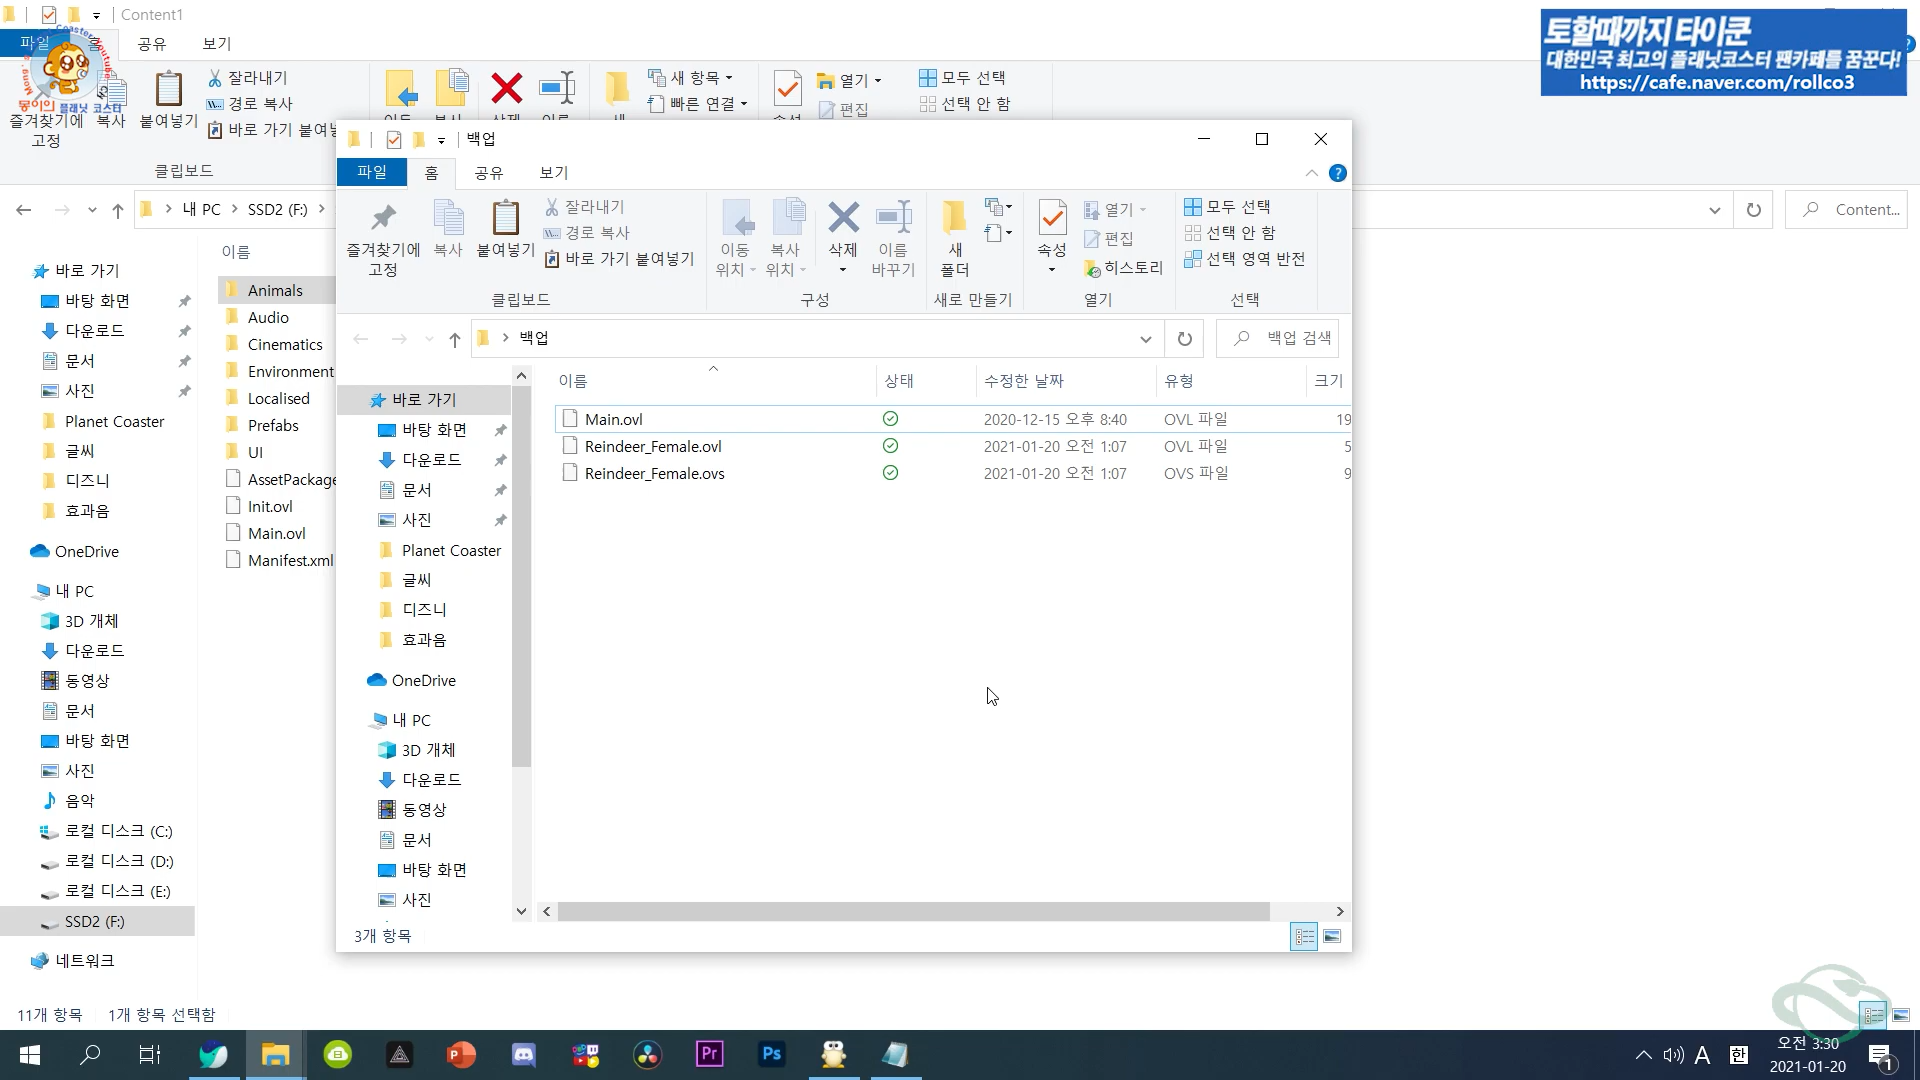 Content1
파일
홈
공유
보기
즐겨찾기에
고정
복사
붙여넣기
잘라내기
경로 복사
바로 가기 붙여넣
클립보드
새 항목
빠른 연결
열기
편집
모두 선택
선택 안 함
몽이의 플래닛 코스터
토할때까지 타이쿤
대한민국 최고의 플래닛코스터 팬카페를 꿈꾼다!
https://cafe.naver.com/rollco3
내 PC
SSD2 (F:)
Content...
이름
바로 가기
바탕 화면
다운로드
문서
사진
Planet Coaster
글씨
디즈니
효과음
OneDrive
내 PC
3D 개체
다운로드
동영상
문서
바탕 화면
사진
음악
로컬 디스크 (C:)
로컬 디스크 (D:)
로컬 디스크 (E:)
SSD2 (F:)
네트워크
Animals
Audio
Cinematics
Environment
Localised
Prefabs
UI
AssetPackage
Init.ovl
Main.ovl
Manifest.xml
11개 항목
1개 항목 선택함
백업
파일
홈
공유
보기
즐겨찾기에
고정
복사
붙여넣기
잘라내기
경로 복사
바로 가기 붙여넣기
클립보드
이동
위치
복사
위치
삭제
이름
바꾸기
구성
새
폴더
새로 만들기
속성
열기
편집
히스토리
열기
모두 선택
선택 안 함
선택 영역 반전
선택
백업
백업 검색
바로 가기
바탕 화면
다운로드
문서
사진
Planet Coaster
글씨
디즈니
효과음
OneDrive
내 PC
3D 개체
다운로드
동영상
문서
바탕 화면
사진
이름 상태 수정한 날짜 유형 크기
Main.ovl 2020-12-15 오후 8:40 OVL 파일 19
Reindeer_Female.ovl 2021-01-20 오전 1:07 OVL 파일 5
Reindeer_Female.ovs 2021-01-20 오전 1:07 OVS 파일 9
3개 항목
A
한
오전 3:30
2021-01-20
1